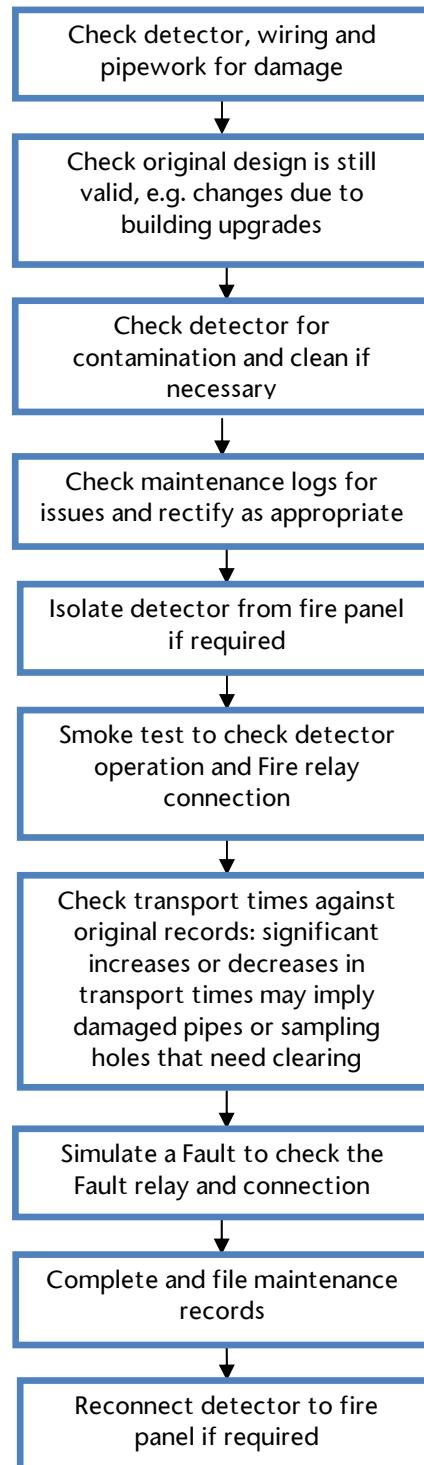 Check detector, wiring and
pipework for damage
Check original design is still
valid, e.g. changes due to
building upgrades
Check detector for
contamination and clean if
necessary
Check maintenance logs for
issues and rectify as appropriate
Isolate detector from fire panel
if required
Smoke test to check detector
operation and Fire relay
connection
Check transport times against
original records: significant
increases or decreases in
transport times may imply
damaged pipes or sampling
holes that need clearing
Simulate a Fault to check the
Fault relay and connection
Complete and file maintenance
records
Reconnect detector to fire
panel if required